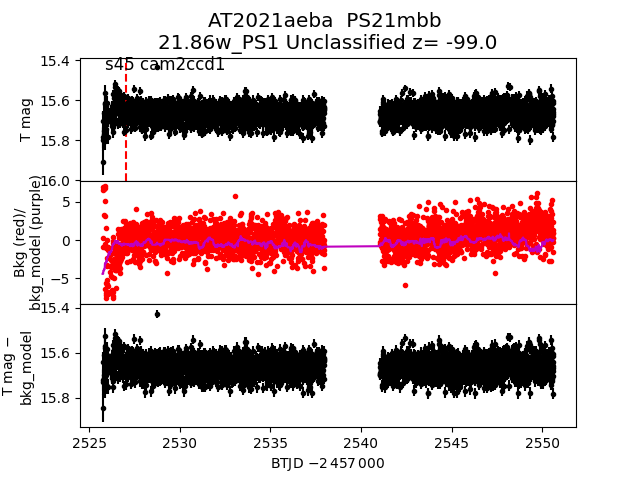 AT2021aeba  PS21mbb
21.86w_PS1 Unclassified z= -99.0
s45 cam2ccd1
15.4
15.6
15.8
16.0
T mag
5
0
−5
Bkg (red)/
bkg_model (purple)
15.4
15.6
15.8
T mag −
bkg_model
2525
2530
2535
2540
2545
2550
BTJD −2 457 000